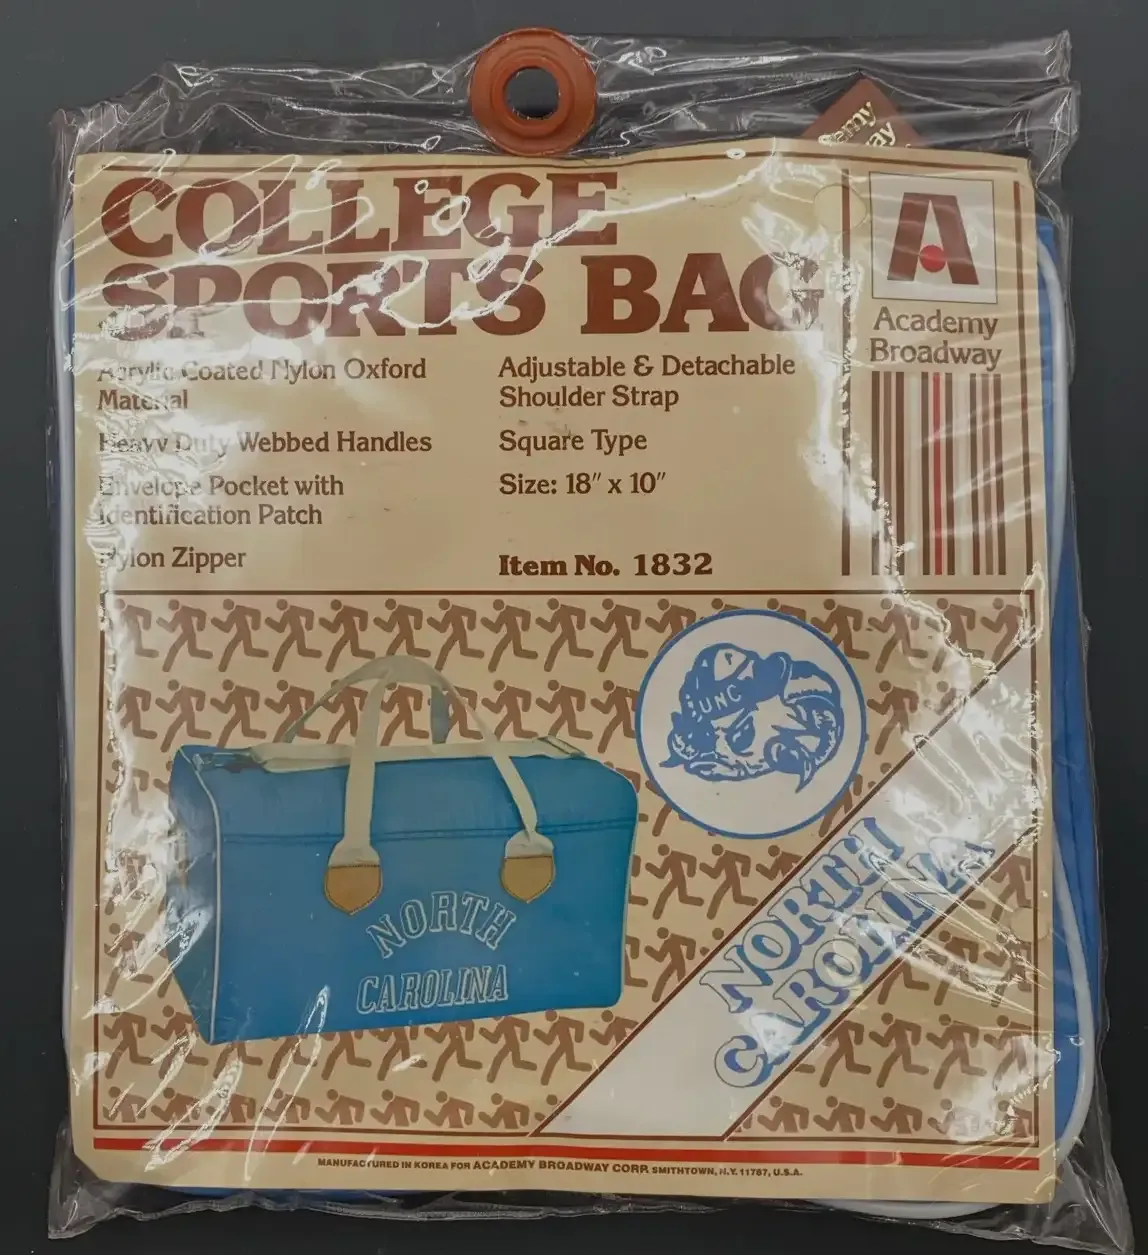 COLLEGE
SPORTS BAG
Acrylic Coated Nylon Oxford
Material
Heavy Duty Webbed Handles
Envelope Pocket with
Identification Patch
Nylon Zipper
Adjustable & Detachable
Shoulder Strap
Square Type
Size: 18" x 10"
Item No. 1832
A
Academy
Broadway
UNC
NORTH
CAROLINA
NORTH
CAROLINA
MANUFACTURED IN KOREA FOR ACADEMY BROADWAY CORP. SMITHTOWN, N.Y. 11787, U.S.A.